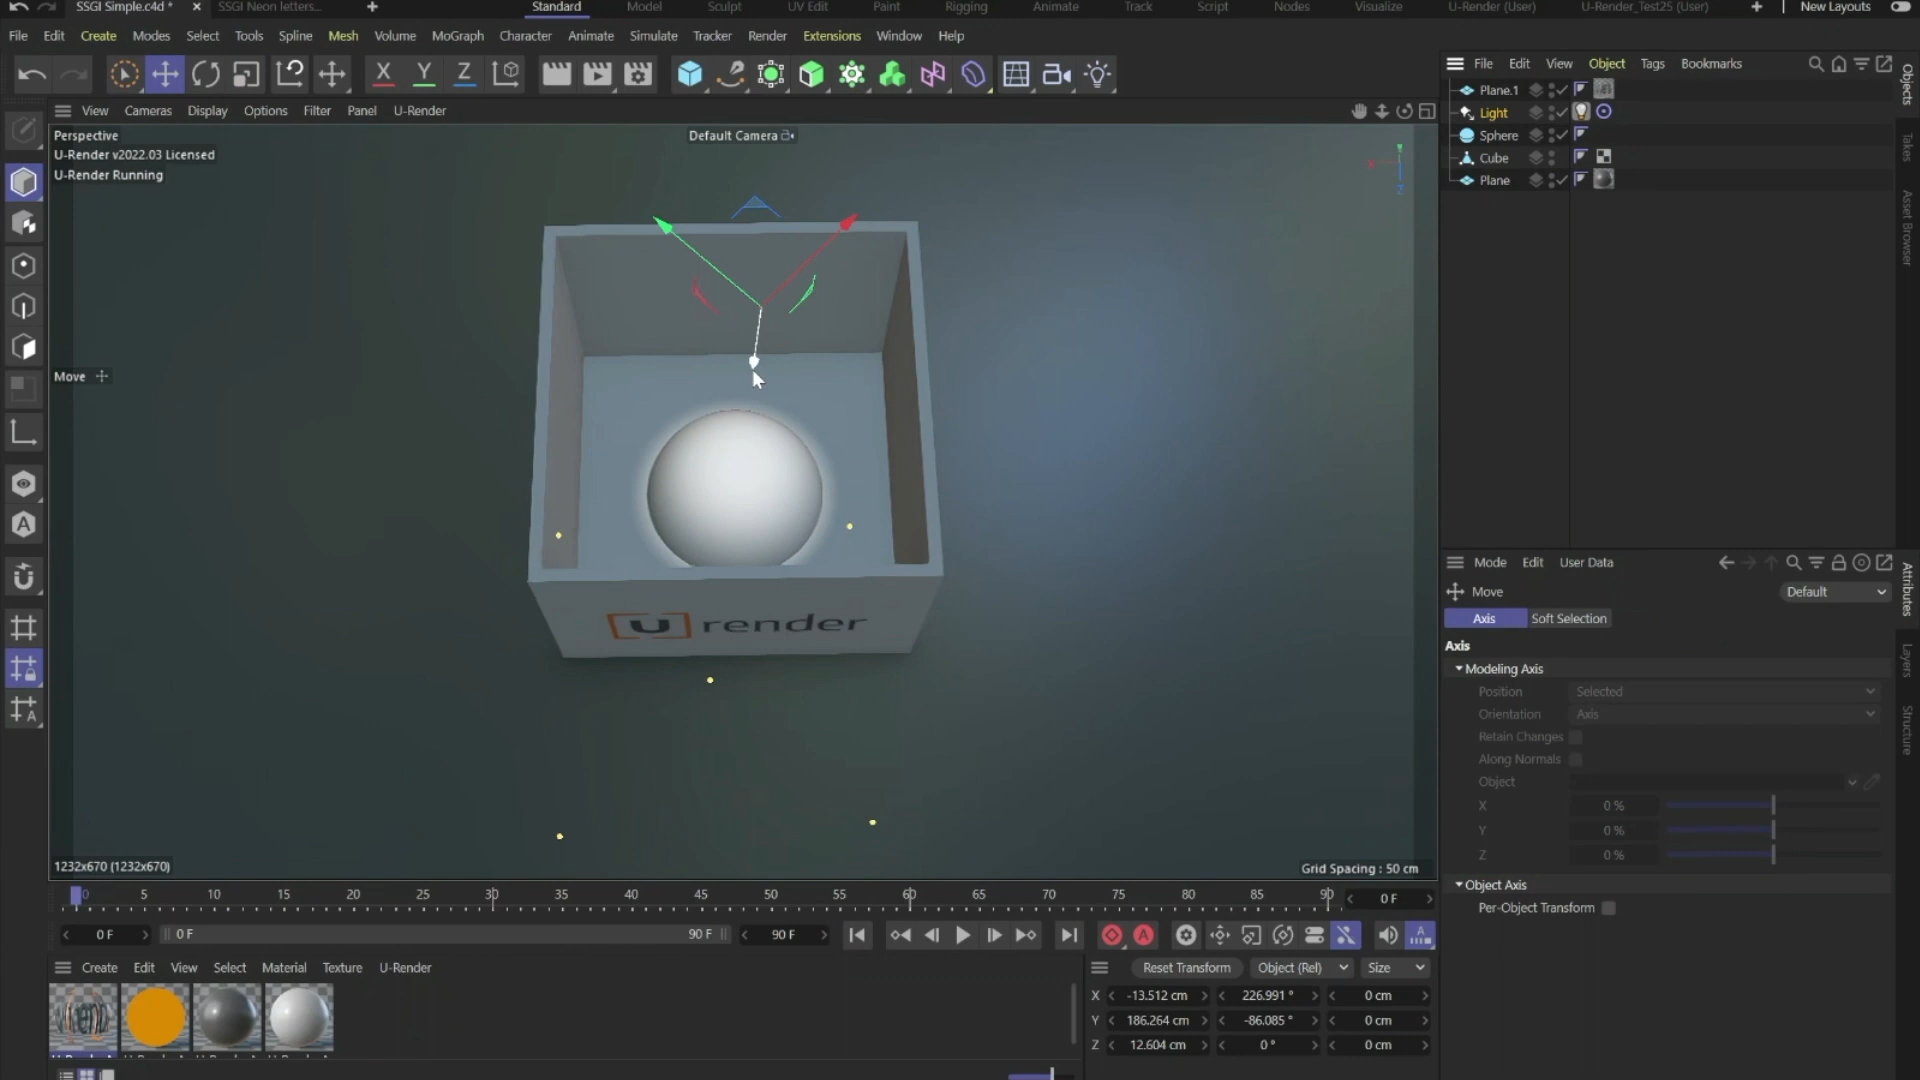 SSGI Simple.c4d * × SSGI Neon letters... + Standard Model Sculpt UV Edit Paint Rigging Animate Track Script Nodes Visualize U-Render (User) U-Render_Test25 (User) + New Layouts
File Edit Create Modes Select Tools Spline Mesh Volume MoGraph Character Animate Simulate Tracker Render Extensions Window Help
X Y Z
File Edit View Object Tags Bookmarks
Plane.1
Light
Sphere
Cube
Plane
Objects
Takes
Asset Browser
View Cameras Display Options Filter Panel U-Render
Perspective
Default Camera
U-Render v2022.03 Licensed
U-Render Running
X
Y
Z
Move
U render
1232x670 (1232x670)
Grid Spacing : 50 cm
Mode Edit User Data
Move Default
Axis Soft Selection
Axis
Modeling Axis
Position Selected
Orientation Axis
Retain Changes
Along Normals
Object
X 0 %
Y 0 %
Z 0 %
Object Axis
Per-Object Transform
Attributes
Layers
Structure
0 5 10 15 20 25 30 35 40 45 50 55 60 65 70 75 80 85 90 0 F
0 F 0 F 90 F 90 F
Create Edit View Select Material Texture U-Render
Reset Transform Object (Rel) Size
X -13.512 cm 226.991 ° 0 cm
Y 186.264 cm -86.085 ° 0 cm
Z 12.604 cm 0 ° 0 cm